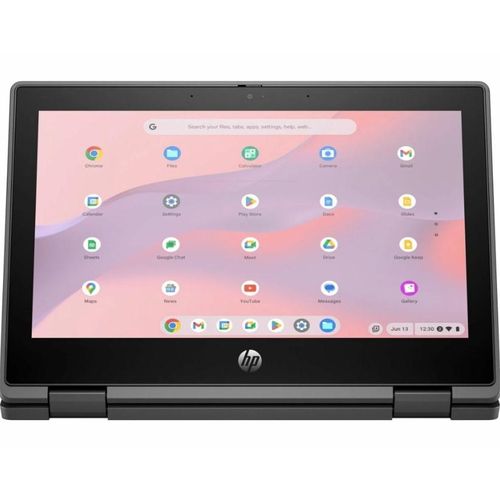 Search your files, tabs, apps, settings, help, web...
Chrome
Files
Calculator
Camera
Gmail
Calendar
Settings
Play Store
Docs
Slides
Sheets
Google Chat
Meet
Drive
Google Keep
Maps
News
YouTube
Messages
Gallery
Jun 13
12:30
hp